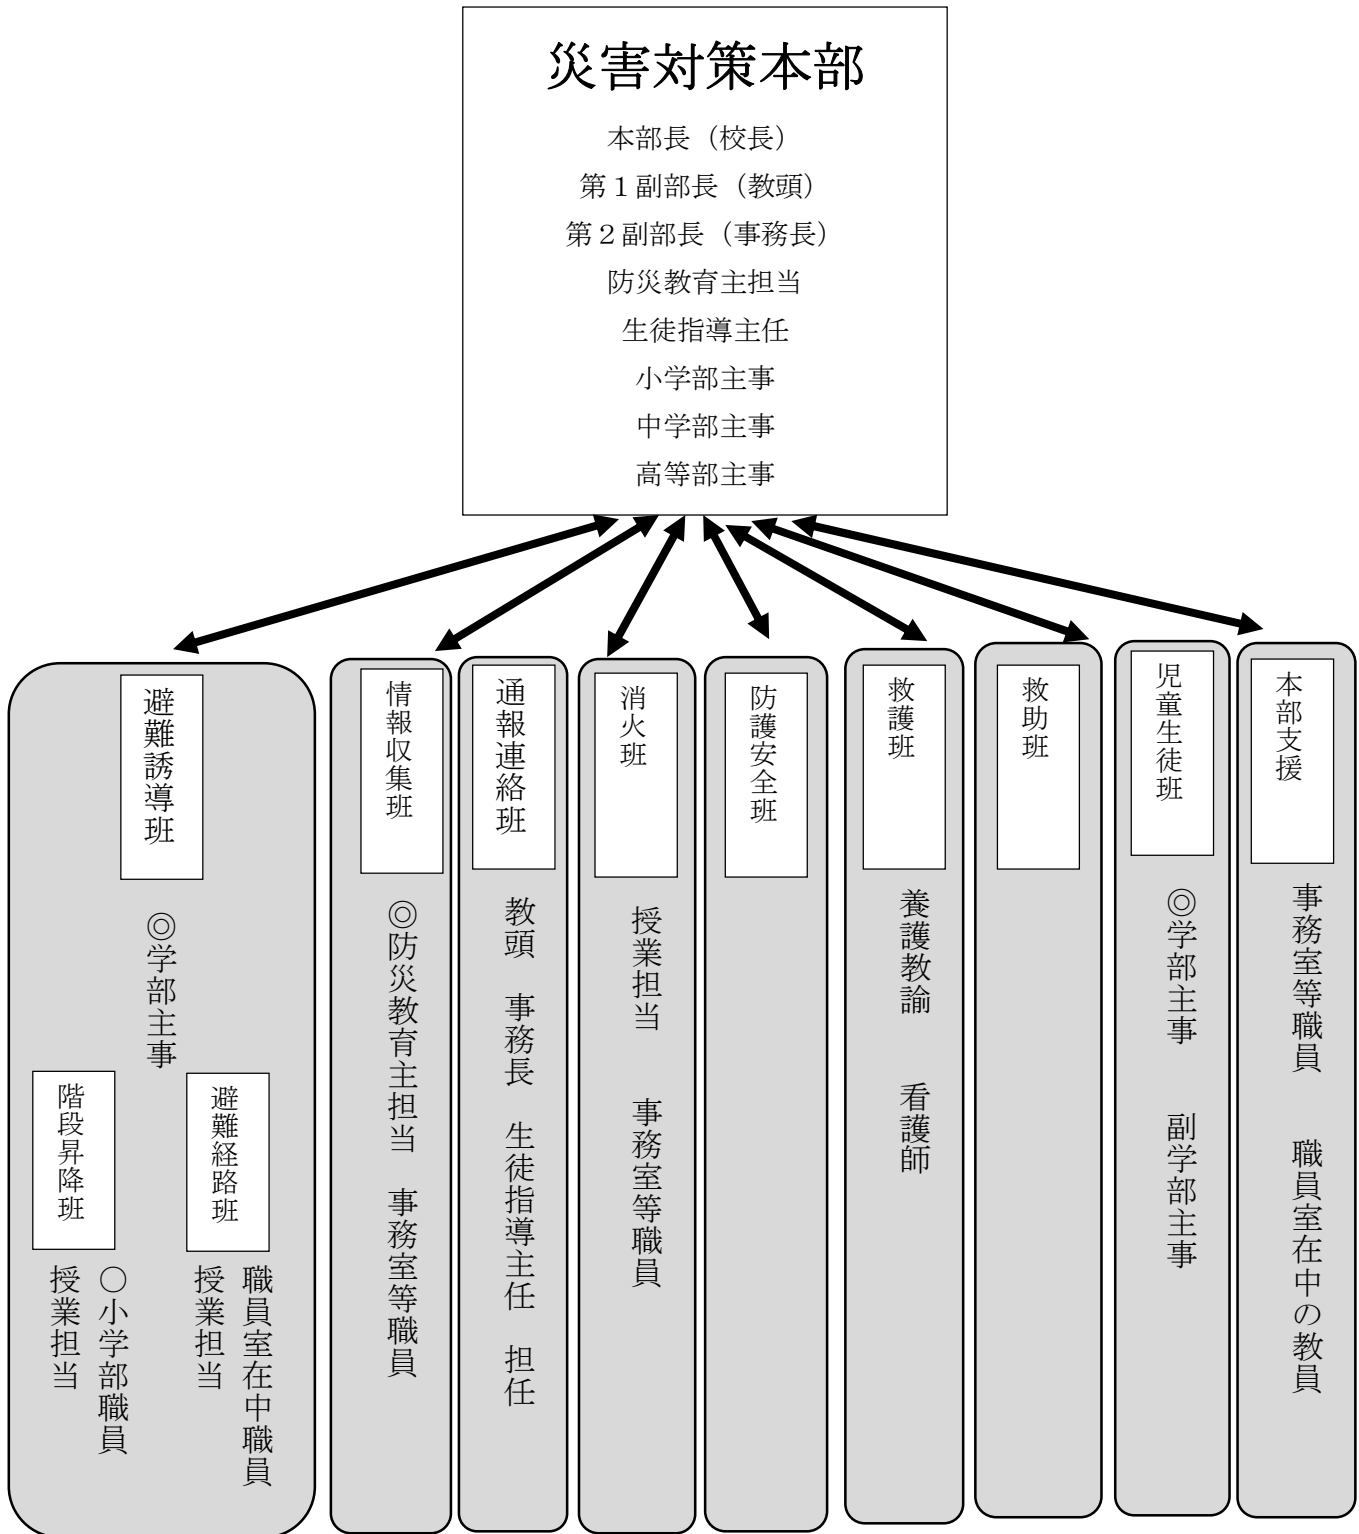 災害対策本部
本部長（校長）
第１副部長（教頭）
第２副部長（事務長）
防災教育主担当
生徒指導主任
小学部主事
中学部主事
高等部主事
避難誘導班
◎学部主事
階段昇降班
○小学部職員
授業担当
避難経路班
職員室在中職員
授業担当
情報収集班
◎防災教育主担当　事務室等職員
通報連絡班
教頭　事務長　生徒指導主任　担任
消火班
授業担当　　事務室等職員
防護安全班
救護班
養護教諭　　看護師
救助班
児童生徒班
◎学部主事　　副学部主事
本部支援
事務室等職員　　職員室在中の教員